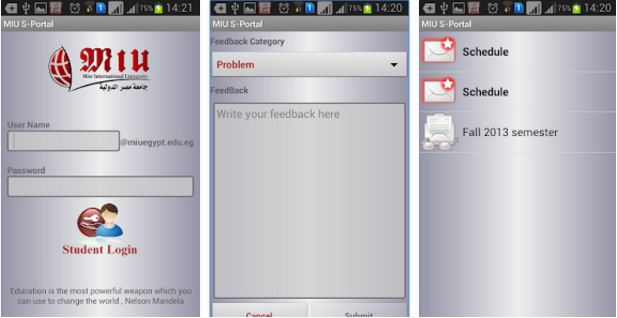 75% 14:21
MIU S-Portal
MIU
Misr International University
جامعة مصر الدولية
User Name
@miuegypt.edu.eg
Password
Student Login
Education is the most powerful weapon which you
can use to change the world , Nelson Mandela
75% 14:20
MIU S-Portal
Feedback Category
Problem
FeedBack
Write your feedback here
Cancel
Submit
75% 14:20
MIU S-Portal
Schedule
Schedule
Fall 2013 semester